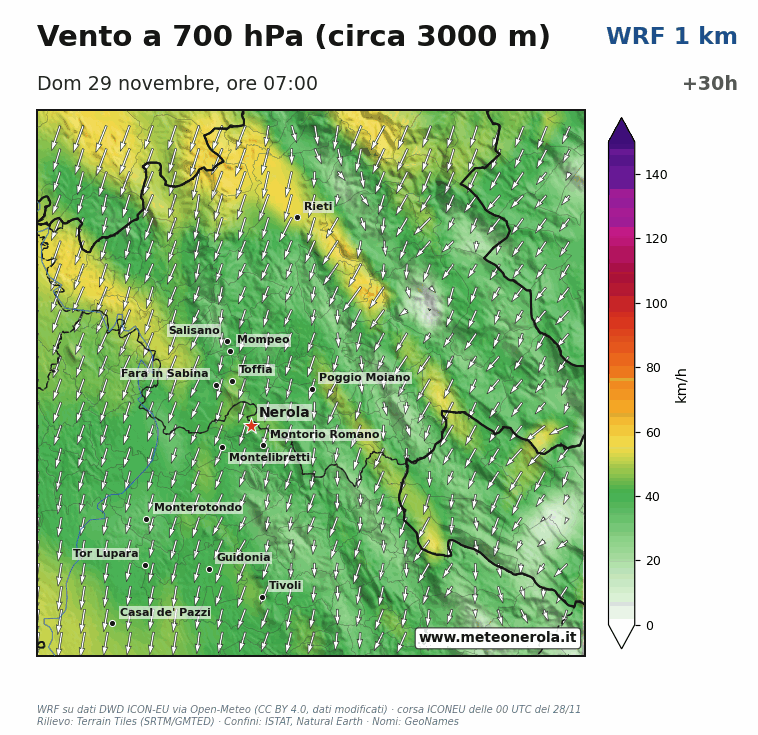 Vento a 700 hPa (circa 3000 m)
WRF 1 km
Dom 29 novembre, ore 07:00
+30h
Rieti
Salisano
Mompeo
Fara in Sabina
Toffia
Poggio Moiano
Nerola
Montorio Romano
Montelibretti
Monterotondo
Tor Lupara
Guidonia
Tivoli
Casal de' Pazzi
www.meteonerola.it
140
120
100
80
60
40
20
0
km/h
WRF su dati DWD ICON-EU via Open-Meteo (CC BY 4.0, dati modificati) · corsa ICONEU delle 00 UTC del 28/11
Rilievo: Terrain Tiles (SRTM/GMTED) · Confini: ISTAT, Natural Earth · Nomi: GeoNames